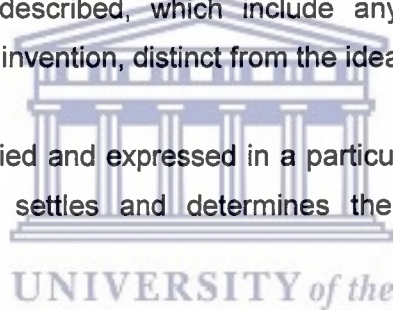 described, which include any
invention, distinct from the idea
ied and expressed in a particu
settles and determines the
UNIVERSITY of the